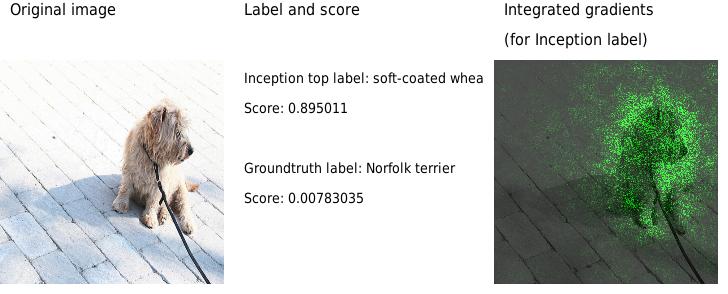 Original image
Label and score
Integrated gradients
(for Inception label)
Inception top label: soft-coated whea
Score: 0.895011
Groundtruth label: Norfolk terrier
Score: 0.00783035